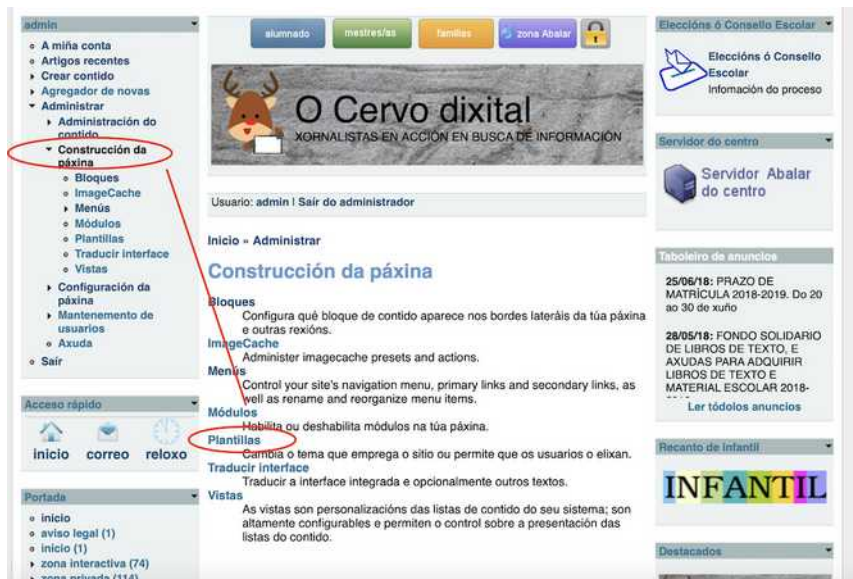 admin
A miña conta
Artigos recentes
Crear contido
Agregador de novas
Administrar
Administración do
contido
Construcción da
páxina
Bloques
ImageCache
Menús
Módulos
Plantillas
Traducir interface
Vistas
Configuración da
páxina
Mantenemento de
usuarios
Axuda
Saír
Acceso rápido
inicio correo reloxo
Portada
inicio
aviso legal (1)
inicio (1)
zona interactiva (74)
zona privada (114)
alumnado mestres/as familias zona Abalar
O Cervo dixital
XORNALISTAS EN ACCIÓN EN BUSCA DE INFORMACIÓN
Usuario: admin | Saír do administrador
Inicio » Administrar
Construcción da páxina
Bloques
Configura qué bloque de contido aparece nos bordes lateráis da túa páxina
e outras rexións.
ImageCache
Administer imagecache presets and actions.
Menús
Control your site's navigation menu, primary links and secondary links, as
well as rename and reorganize menu items.
Módulos
Habilita ou deshabilita módulos na túa páxina.
Plantillas
Cambia o tema que emprega o sitio ou permite que os usuarios o elixan.
Traducir interface
Traducir a interface integrada e opcionalmente outros textos.
Vistas
As vistas son personalizacións das listas de contido do seu sistema; son
altamente configurables e permiten o control sobre a presentación das
listas do contido.
Eleccións ó Consello Escolar
Eleccións ó Consello
Escolar
Infomación do proceso
Servidor do centro
Servidor Abalar
do centro
Taboleiro de anuncios
25/06/18: PRAZO DE
MATRÍCULA 2018-2019. Do 20
ao 30 de xuño
28/05/18: FONDO SOLIDARIO
DE LIBROS DE TEXTO, E
AXUDAS PARA ADQUIRIR
LIBROS DE TEXTO E
MATERIAL ESCOLAR 2018-
Ler tódolos anuncios
Recanto de infantil
INFANTIL
Destacados